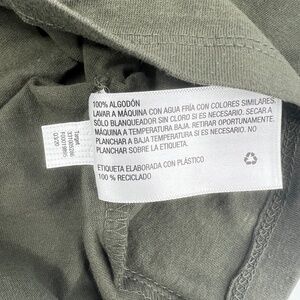 100% ALGODÓN
LAVAR A MÁQUINA CON AGUA FRÍA CON COLORES SIMILARES.
SÓLO BLANQUEADOR SIN CLORO SI ES NECESARIO. SECAR A
MÁQUINA A TEMPERATURA BAJA. RETIRAR OPORTUNAMENTE.
PLANCHAR A BAJA TEMPERATURA SI ES NECESARIO. NO
PLANCHAR SOBRE LA ETIQUETA.
ETIQUETA ELABORADA CON PLÁSTICO
100 % RECICLADO
Target